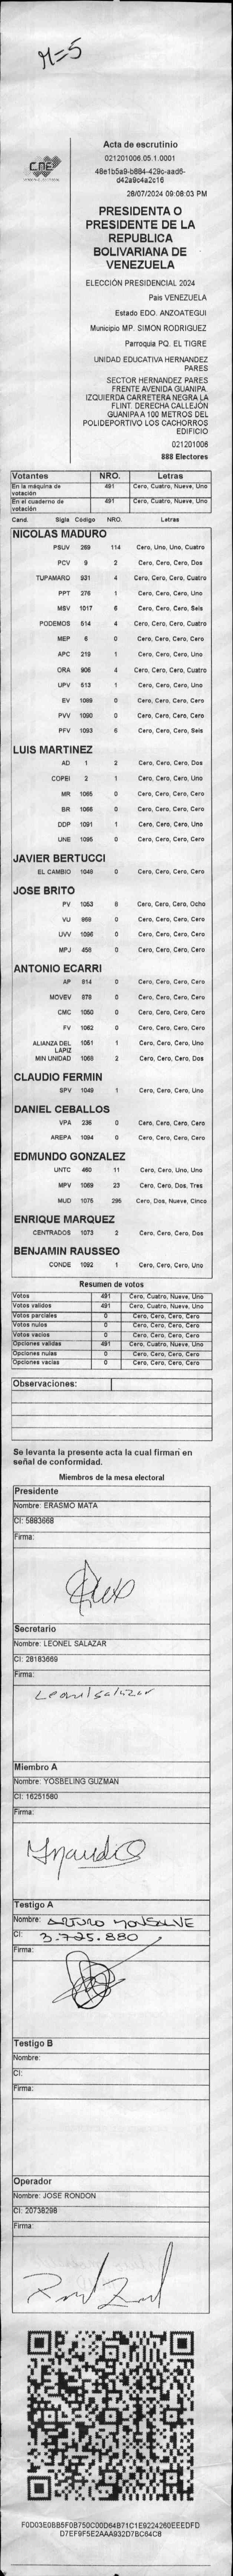 M=5
CNE
Acta de escrutinio
021201006.05.1.0001
48e1b5a9-b884-429c-aad6-
d42a9c4a2c16
28/07/2024 09:08:03 PM
PRESIDENTA O
PRESIDENTE DE LA
REPUBLICA
BOLIVARIANA DE
VENEZUELA
ELECCIÓN PRESIDENCIAL 2024
Pais VENEZUELA
Estado EDO. ANZOATEGUI
Municipio MP. SIMON RODRIGUEZ
Parroquia PQ. EL TIGRE
UNIDAD EDUCATIVA HERNANDEZ
PARES
SECTOR HERNANDEZ PARES
FRENTE AVENIDA GUANIPA.
IZQUIERDA CARRETERA NEGRA LA
FLINT. DERECHA CALLEJÓN
GUANIPA A 100 METROS DEL
POLIDEPORTIVO LOS CACHORROS
EDIFICIO
021201006
888 Electores
Votantes NRO. Letras
En la máquina de votación 491 Cero, Cuatro, Nueve, Uno
En el cuaderno de votación 491 Cero, Cuatro, Nueve, Uno
Cand. Sigla Código NRO. Letras
NICOLAS MADURO
PSUV 269 114 Cero, Uno, Uno, Cuatro
PCV 9 2 Cero, Cero, Cero, Dos
TUPAMARO 931 4 Cero, Cero, Cero, Cuatro
PPT 276 1 Cero, Cero, Cero, Uno
MSV 1017 6 Cero, Cero, Cero, Seis
PODEMOS 514 4 Cero, Cero, Cero, Cuatro
MEP 6 0 Cero, Cero, Cero, Cero
APC 219 1 Cero, Cero, Cero, Uno
ORA 906 4 Cero, Cero, Cero, Cuatro
UPV 513 1 Cero, Cero, Cero, Uno
EV 1089 0 Cero, Cero, Cero, Cero
PVV 1090 0 Cero, Cero, Cero, Cero
PFV 1093 6 Cero, Cero, Cero, Seis
LUIS MARTINEZ
AD 1 2 Cero, Cero, Cero, Dos
COPEI 2 1 Cero, Cero, Cero, Uno
MR 1065 0 Cero, Cero, Cero, Cero
BR 1066 0 Cero, Cero, Cero, Cero
DDP 1091 1 Cero, Cero, Cero, Uno
UNE 1095 0 Cero, Cero, Cero, Cero
JAVIER BERTUCCI
EL CAMBIO 1048 0 Cero, Cero, Cero, Cero
JOSE BRITO
PV 1053 8 Cero, Cero, Cero, Ocho
VU 869 0 Cero, Cero, Cero, Cero
UVV 1096 0 Cero, Cero, Cero, Cero
MPJ 456 0 Cero, Cero, Cero, Cero
ANTONIO ECARRI
AP 814 0 Cero, Cero, Cero, Cero
MOVEV 878 0 Cero, Cero, Cero, Cero
CMC 1050 0 Cero, Cero, Cero, Cero
FV 1062 0 Cero, Cero, Cero, Cero
ALIANZA DEL LAPIZ 1051 1 Cero, Cero, Cero, Uno
MIN UNIDAD 1068 2 Cero, Cero, Cero, Dos
CLAUDIO FERMIN
SPV 1049 1 Cero, Cero, Cero, Uno
DANIEL CEBALLOS
VPA 236 0 Cero, Cero, Cero, Cero
AREPA 1094 0 Cero, Cero, Cero, Cero
EDMUNDO GONZALEZ
UNTC 460 11 Cero, Cero, Uno, Uno
MPV 1069 23 Cero, Cero, Dos, Tres
MUD 1075 295 Cero, Dos, Nueve, Cinco
ENRIQUE MARQUEZ
CENTRADOS 1073 2 Cero, Cero, Cero, Dos
BENJAMIN RAUSSEO
CONDE 1092 1 Cero, Cero, Cero, Uno
Resumen de votos
Votos 491 Cero, Cuatro, Nueve, Uno
Votos validos 491 Cero, Cuatro, Nueve, Uno
Votos parciales 0 Cero, Cero, Cero, Cero
Votos nulos 0 Cero, Cero, Cero, Cero
Votos vacios 0 Cero, Cero, Cero, Cero
Opciones validas 491 Cero, Cuatro, Nueve, Uno
Opciones nulas 0 Cero, Cero, Cero, Cero
Opciones vacias 0 Cero, Cero, Cero, Cero
Observaciones:
Se levanta la presente acta la cual firman en
señal de conformidad.
Miembros de la mesa electoral
Presidente
Nombre: ERASMO MATA
CI: 5883668
Firma:
Secretario
Nombre: LEONEL SALAZAR
CI: 28183669
Firma:
Leonel salazar
Miembro A
Nombre: YOSBELING GUZMAN
CI: 16251580
Firma:
Testigo A
Nombre: ARTURO MONSALVE
CI: 3.725.880
Firma:
Testigo B
Nombre:
CI:
Firma:
Operador
Nombre: JOSE RONDON
CI: 20738298
Firma:
F0D03E0BB5F0B750C00D64B71C1E9224260EEEDFD
D7EF9F5E2AAA932D7BC64C8